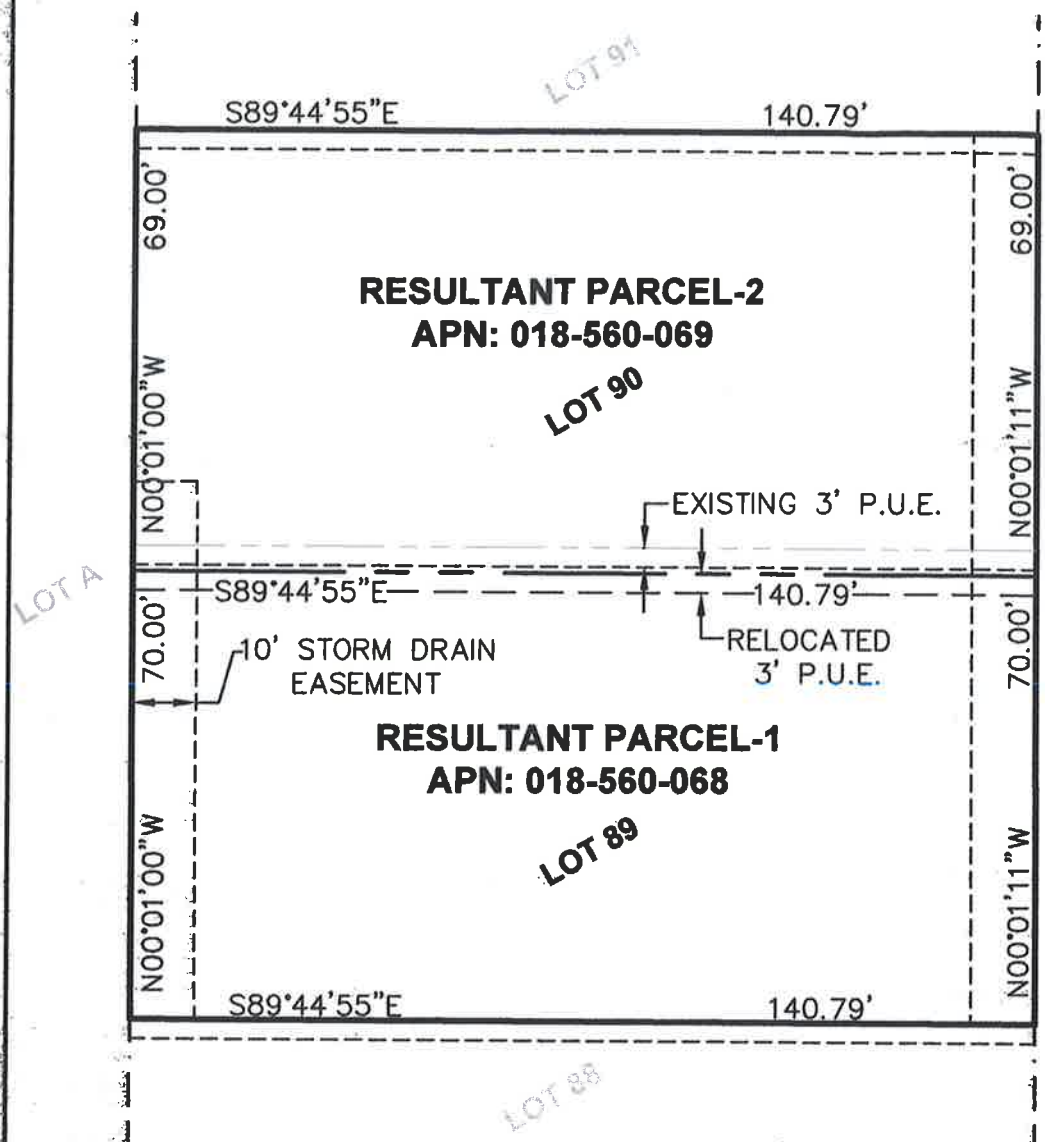 LOT 91
S89°44'55"E 140.79'
69.00'
69.00'
RESULTANT PARCEL-2
APN: 018-560-069
LOT 90
N00°01'00"W
N00°01'11"W
EXISTING 3' P.U.E.
LOT A
S89°44'55"E 140.79'
70.00'
70.00'
10' STORM DRAIN
EASEMENT
RELOCATED
3' P.U.E.
RESULTANT PARCEL-1
APN: 018-560-068
LOT 89
N00°01'00"W
N00°01'11"W
S89°44'55"E 140.79'
LOT 88